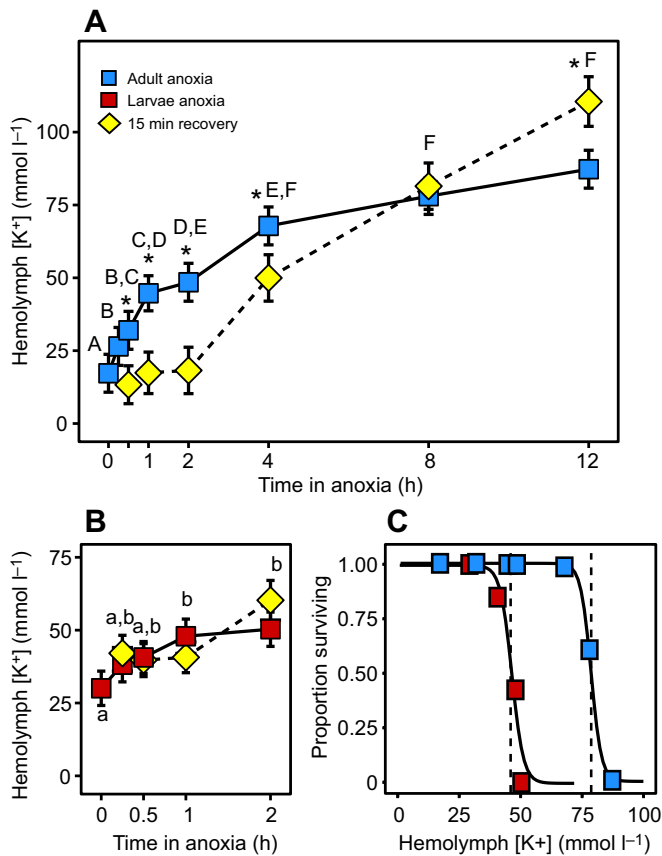 A
Hemolymph [K⁺] (mmol l⁻¹)
100
75
50
25
0
Adult anoxia
Larvae anoxia
15 min recovery
A
B
B,C
*
C,D
*
D,E
*
* E,F
F
* F
0
1
2
4
8
12
Time in anoxia (h)
B
Hemolymph [K⁺] (mmol l⁻¹)
75
50
25
0
a
a,b
a,b
b
b
0
0.5
1
2
Time in anoxia (h)
C
Proportion surviving
1.00
0.75
0.50
0.25
0
0
25
50
75
100
Hemolymph [K+] (mmol l⁻¹)